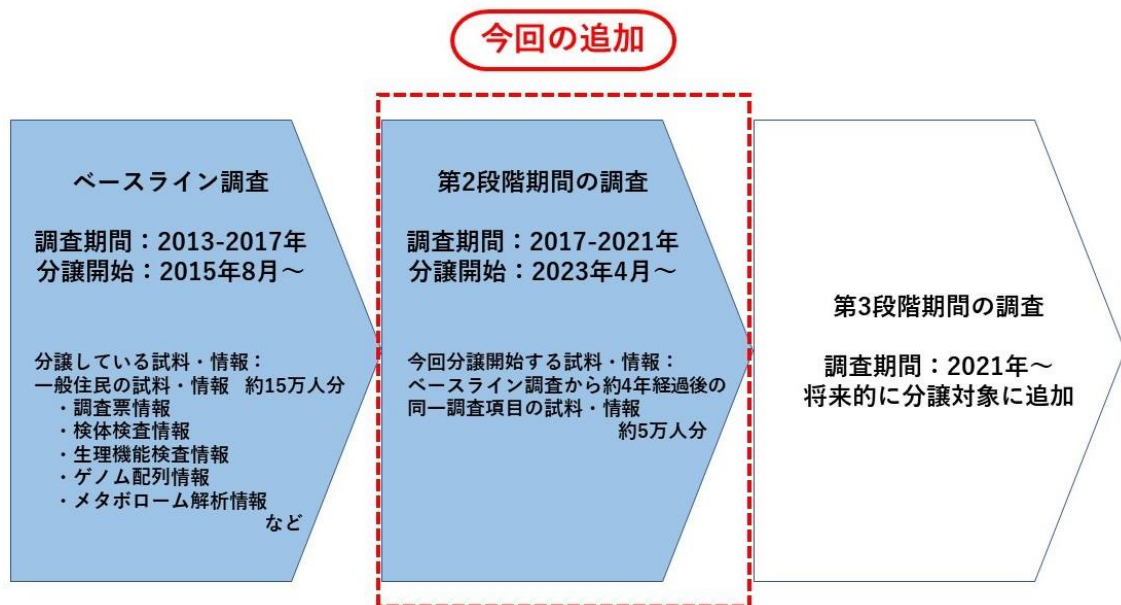 今回の追加
ベースライン調査
調査期間：2013-2017年
分譲開始：2015年8月～
分譲している試料・情報：
一般住民の試料・情報 約15万人分
・調査票情報
・検体検査情報
・生理機能検査情報
・ゲノム配列情報
・メタボローム解析情報
など
第2段階期間の調査
調査期間：2017-2021年
分譲開始：2023年4月～
今回分譲開始する試料・情報：
ベースライン調査から約4年経過後の
同一調査項目の試料・情報
約5万人分
第3段階期間の調査
調査期間：2021年～
将来的に分譲対象に追加